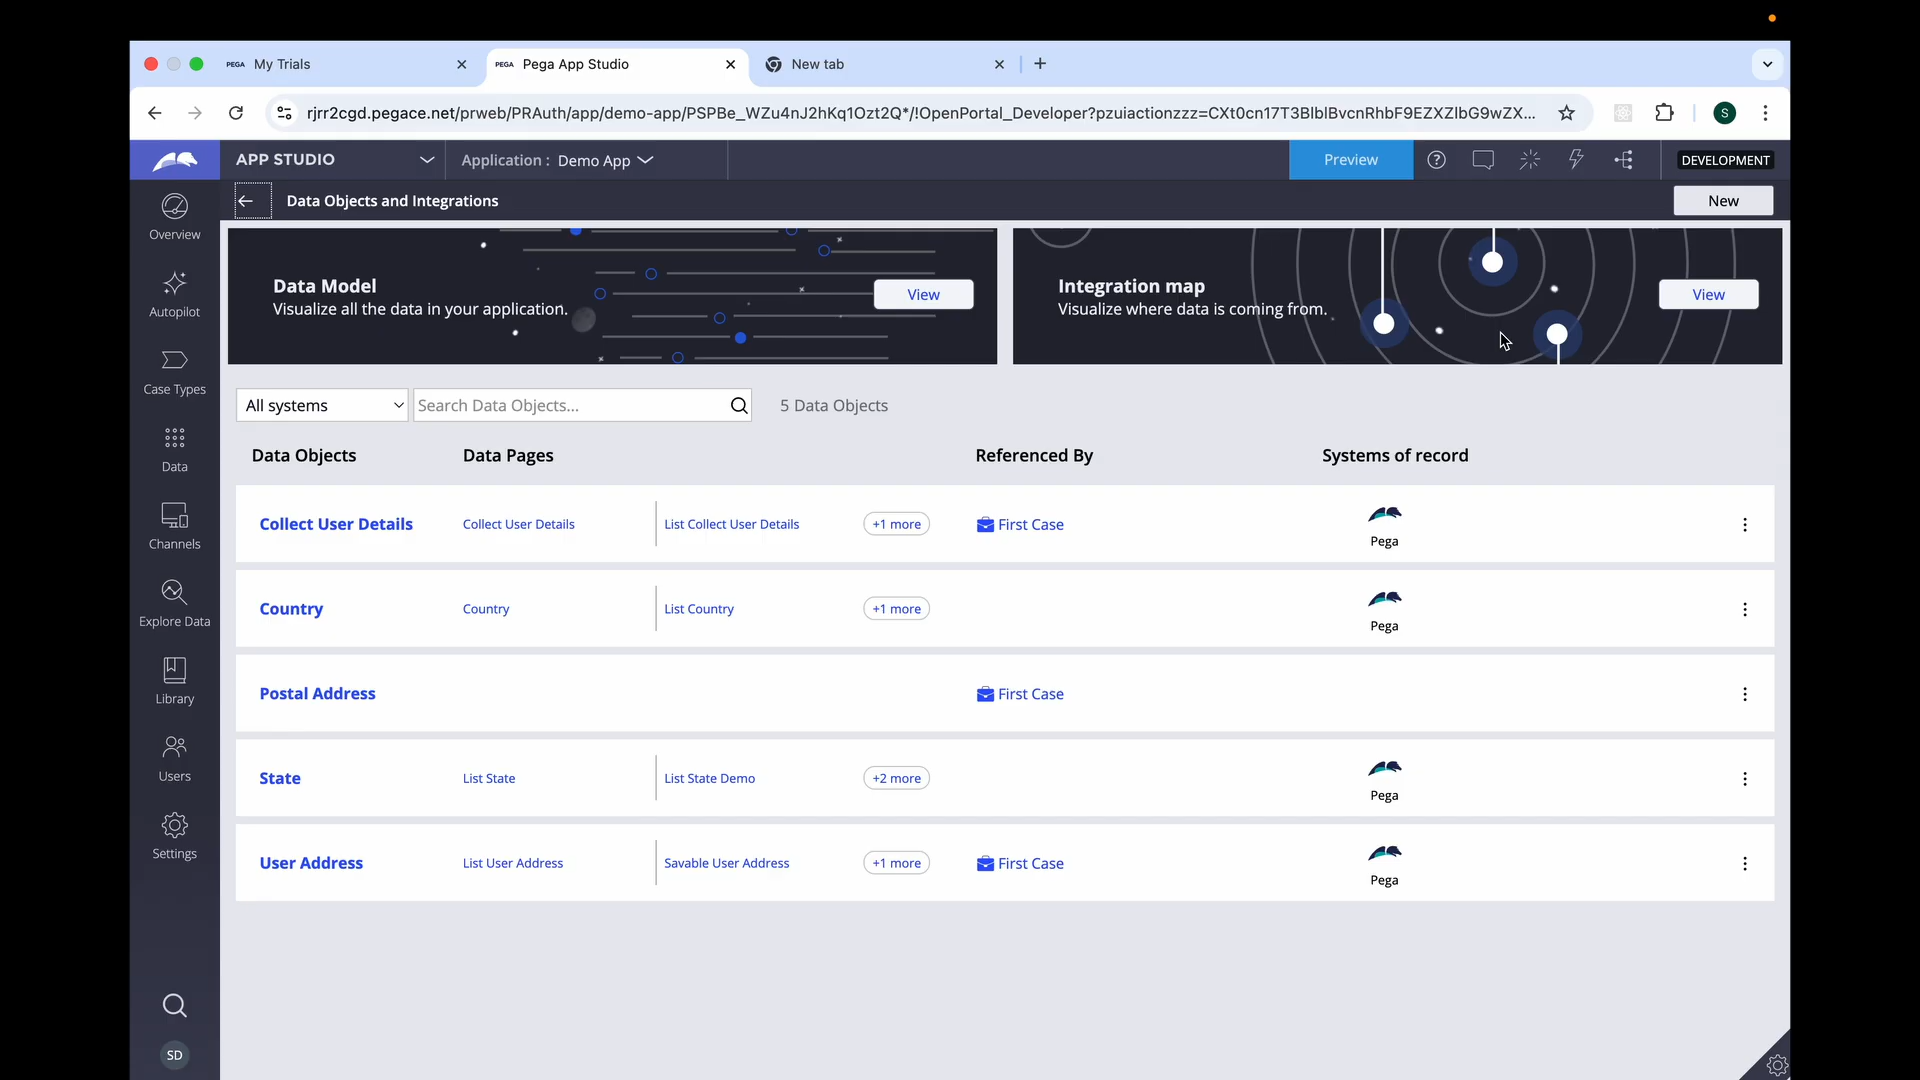 PEGA My Trials
PEGA Pega App Studio
New tab
rjrr2cgd.pegace.net/prweb/PRAuth/app/demo-app/PSPBe_WZu4nJ2hKq1Ozt2Q*/!OpenPortal_Developer?pzuiactionzzz=CXt0cn17T3BlblBvcnRhbF9EZXZlbG9wZX...
S
APP STUDIO
Application : Demo App
Preview
DEVELOPMENT
Data Objects and Integrations
New
Overview
Autopilot
Case Types
Data
Channels
Explore Data
Library
Users
Settings
SD
Data Model
Visualize all the data in your application.
View
Integration map
Visualize where data is coming from.
View
All systems
Search Data Objects...
5 Data Objects
Data Objects Data Pages Referenced By Systems of record
Collect User Details Collect User Details List Collect User Details +1 more First Case Pega
Country Country List Country +1 more Pega
Postal Address First Case
State List State List State Demo +2 more Pega
User Address List User Address Savable User Address +1 more First Case Pega